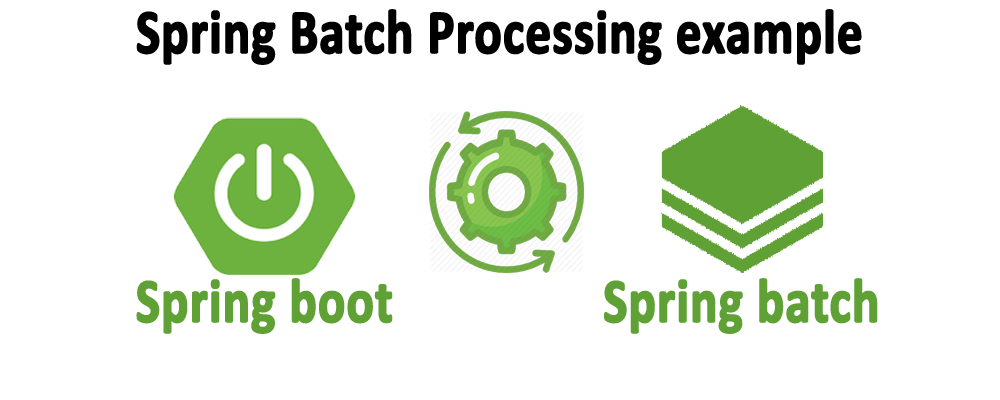 Spring Batch Processing example
Spring boot
Spring batch